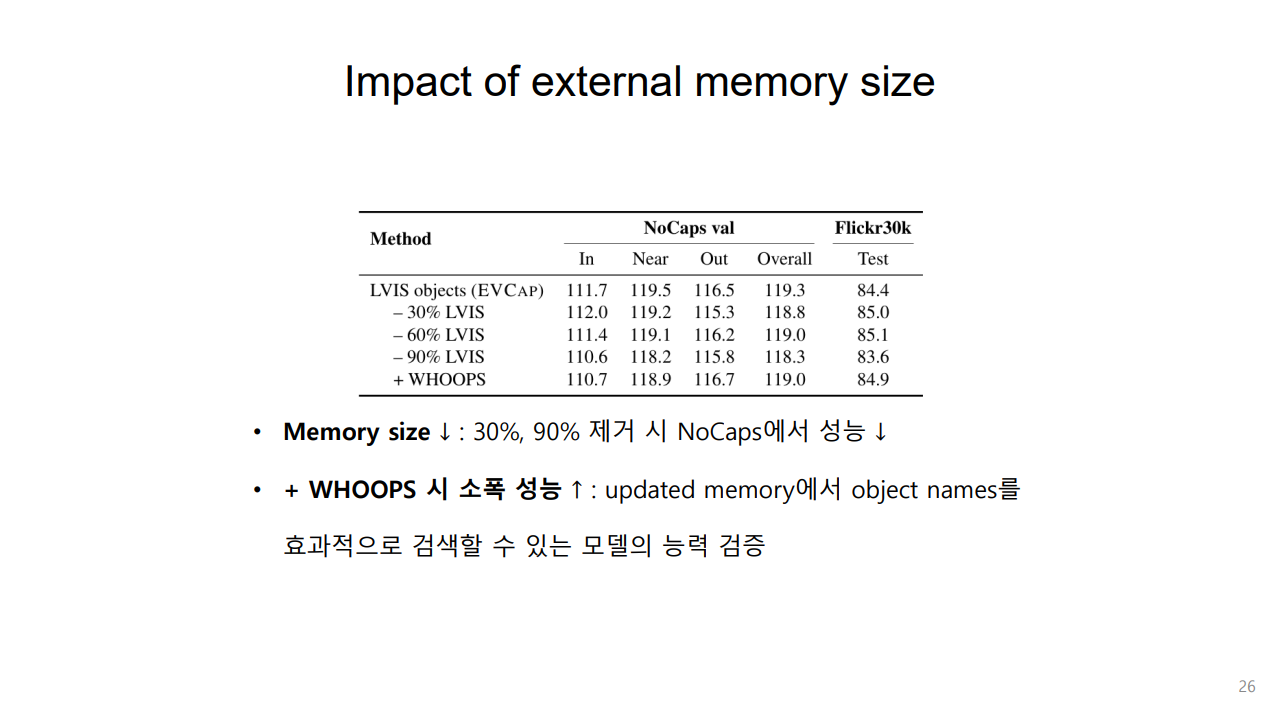 Impact of external memory size
Method NoCaps val Flickr30k
In Near Out Overall Test
LVIS objects (EVCAP) 111.7 119.5 116.5 119.3 84.4
– 30% LVIS 112.0 119.2 115.3 118.8 85.0
– 60% LVIS 111.4 119.1 116.2 119.0 85.1
– 90% LVIS 110.6 118.2 115.8 118.3 83.6
+ WHOOPS 110.7 118.9 116.7 119.0 84.9
• Memory size ↓ : 30%, 90% 제거 시 NoCaps에서 성능 ↓
• + WHOOPS 시 소폭 성능 ↑ : updated memory에서 object names를
효과적으로 검색할 수 있는 모델의 능력 검증
26